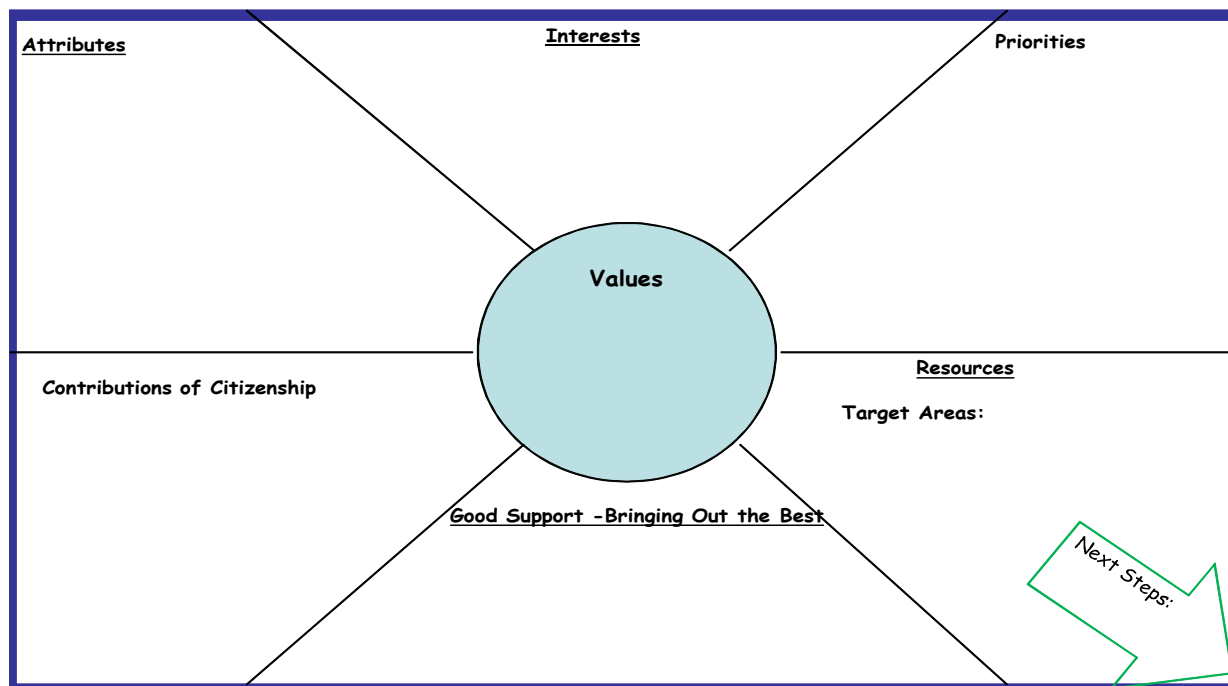 Attributes
Interests
Priorities
Values
Contributions of Citizenship
Resources
Target Areas:
Good Support -Bringing Out the Best
Next Steps: